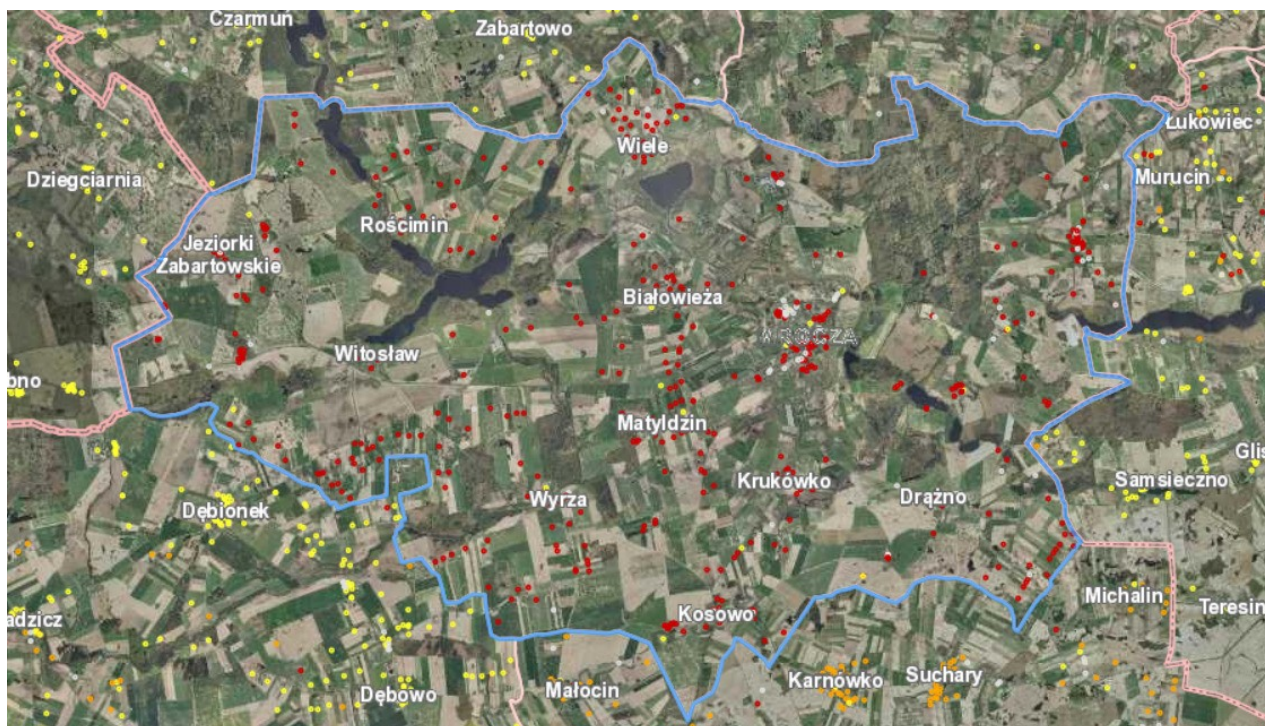 Czarmuń
Zabartowo
Łukowiec
Wiele
Dziegciarnia
Murucin
Rościmin
Jeziorki
Zabartowskie
Białowieża
MROCZA
Witosław
bno
Matyldzin
Glis
Krukówko
Samsieczno
Wyrza
Drążno
Dębionek
Michalin
Teresin
Kosowo
adzicz
Karnówko
Suchary
Małocin
Dębowo